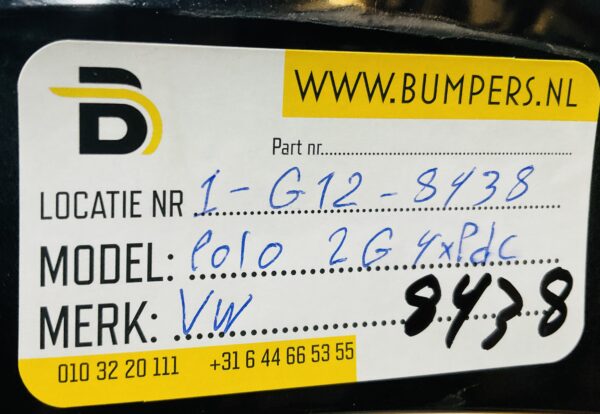 WWW.BUMPERS.NL
Part nr.
LOCATIE NR 1-G12-8438
MODEL: Polo 2G 4xPdc
MERK: VW 8438
010 32 20 111 +31 6 44 66 53 55